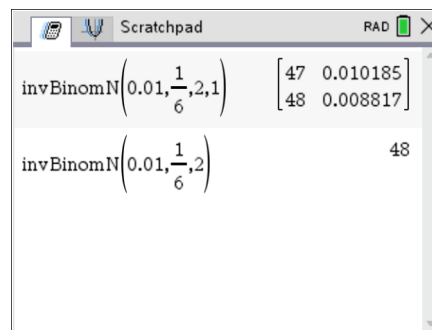 Scratchpad RAD
invBinomN(0.01,1/6,2,1) [47 0.010185
48 0.008817]
invBinomN(0.01,1/6,2) 48